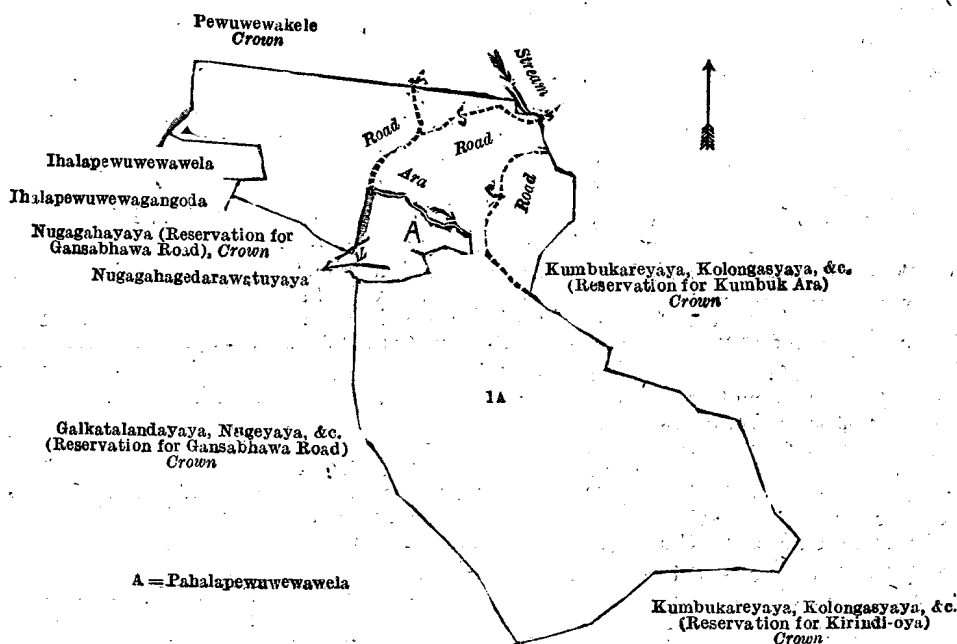 Pewuwewakele
Crown
Stream
Road
Road
Ihalapewuwewawela
Ara
Road
Ihalapewuwewagangoda
A
Nugagahayaya (Reservation for
Gansabhawa Road), Crown
Nugagahagedarawatuyaya
Kumbukareyaya, Kolongasyaya, &c.
(Reservation for Kumbuk Ara)
Crown
1A
Galkatalandayaya, Nugeyaya, &c.
(Reservation for Gansabhawa Road)
Crown
A = Pahalapewuwewawela
Kumbukareyaya, Kolongasyaya, &c.
(Reservation for Kirindi-oya)
Crown